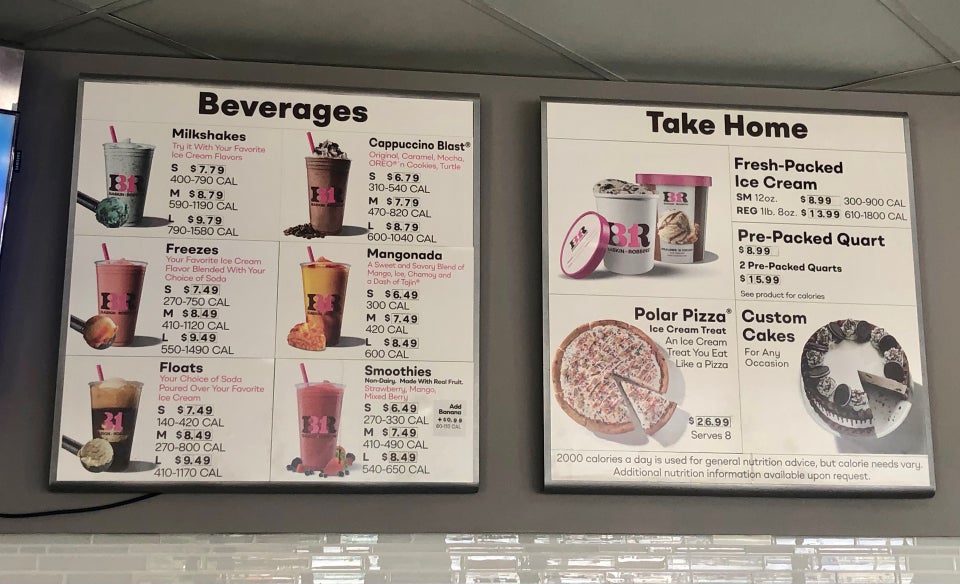 Beverages
Milkshakes
Try it With Your Favorite
Ice Cream Flavors
S $7.79
400-790 CAL
M $8.79
590-1190 CAL
L $9.79
790-1580 CAL
Cappuccino Blast®
Original, Caramel, Mocha,
OREO® 'n Cookies, Turtle
S $6.79
310-540 CAL
M $7.79
470-820 CAL
L $8.79
600-1040 CAL
Freezes
Your Favorite Ice Cream
Flavor Blended With Your
Choice of Soda
S $7.49
270-750 CAL
M $8.49
410-1120 CAL
L $9.49
550-1490 CAL
Mangonada
A Sweet and Savory Blend of
Mango, Ice, Chamoy and
a Dash of Tajín®
S $6.49
300 CAL
M $7.49
420 CAL
L $8.49
600 CAL
Floats
Your Choice of Soda
Poured Over Your Favorite
Ice Cream
S $7.49
140-420 CAL
M $8.49
270-800 CAL
L $9.49
410-1170 CAL
Smoothies
Non-Dairy. Made With Real Fruit.
Strawberry, Mango,
Mixed Berry
S $6.49
270-330 CAL
M $7.49
410-490 CAL
L $8.49
540-650 CAL
Add
Banana
+$0.99
BR
BASKIN-ROBBINS
Take Home
Fresh-Packed
Ice Cream
SM 12oz. $8.99 300-900 CAL
REG 1lb. 8oz. $13.99 610-1800 CAL
Pre-Packed Quart
$8.99
2 Pre-Packed Quarts
$15.99
See product for calories
BR
BR
BASKIN-ROBBINS
BR
Polar Pizza®
Ice Cream Treat
An Ice Cream
Treat You Eat
Like a Pizza
$26.99
Serves 8
Custom
Cakes
For Any
Occasion
2000 calories a day is used for general nutrition advice, but calorie needs vary.
Additional nutrition information available upon request.